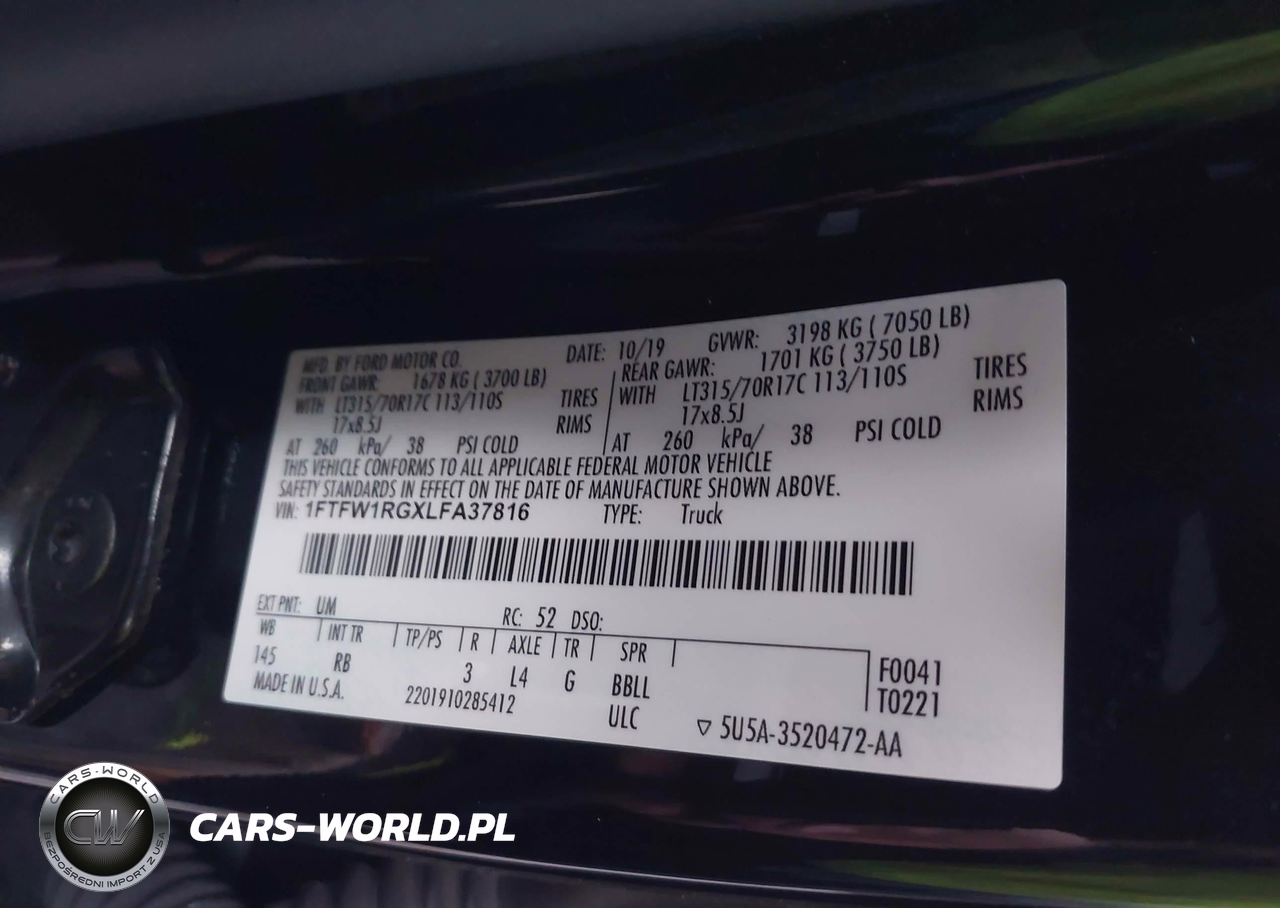 MFD. BY FORD MOTOR CO. DATE: 10/19 GVWR: 3198 KG ( 7050 LB)
FRONT GAWR: 1678 KG ( 3700 LB) REAR GAWR: 1701 KG ( 3750 LB)
WITH LT315/70R17C 113/110S TIRES WITH LT315/70R17C 113/110S TIRES
17x8.5J RIMS 17x8.5J RIMS
AT 260 kPa/ 38 PSI COLD AT 260 kPa/ 38 PSI COLD
THIS VEHICLE CONFORMS TO ALL APPLICABLE FEDERAL MOTOR VEHICLE
SAFETY STANDARDS IN EFFECT ON THE DATE OF MANUFACTURE SHOWN ABOVE.
VIN: 1FTFW1RGXLFA37816 TYPE: Truck
EXT PNT: UM RC: 52 DSO:
WB INT TR TP/PS R AXLE TR SPR
145 RB 3 L4 G BBLL F0041
MADE IN U.S.A. 2201910285412 ULC T0221
▽ 5U5A-3520472-AA
CARS-WORLD
CW
BEZPOŚREDNI IMPORT Z USA
CARS-WORLD.PL